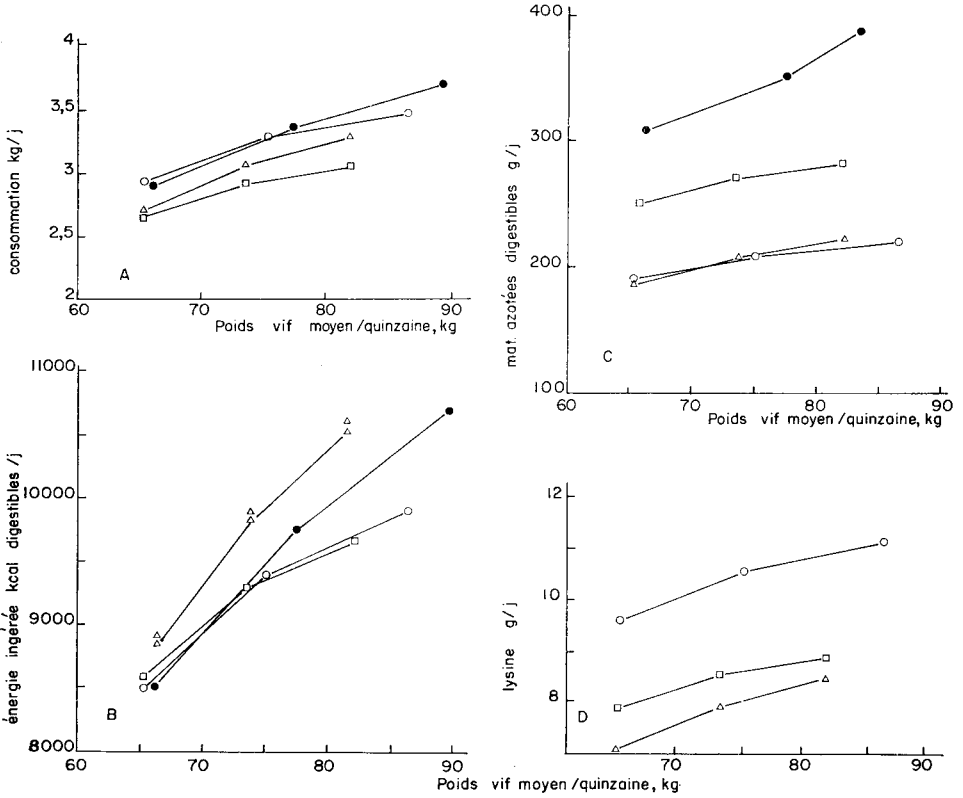 4
3,5
3
2,5
2
consommation kg/j
A
60
70
80
90
Poids vif moyen/quinzaine, kg
11000
10000
9000
8000
énergie ingérée kcal digestibles/j
B
60
70
80
90
400
300
200
100
mat. azotées digestibles g/j
C
60
70
80
90
Poids vif moyen/quinzaine, kg
12
10
8
lysine g/j
D
70
80
90
Poids vif moyen/quinzaine, kg